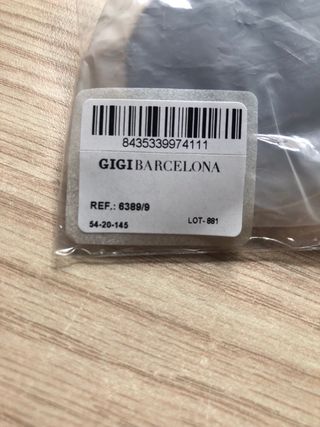 8435339974111
GIGIBARCELONA
REF.: 6389/9
54-20-145
LOT- 881